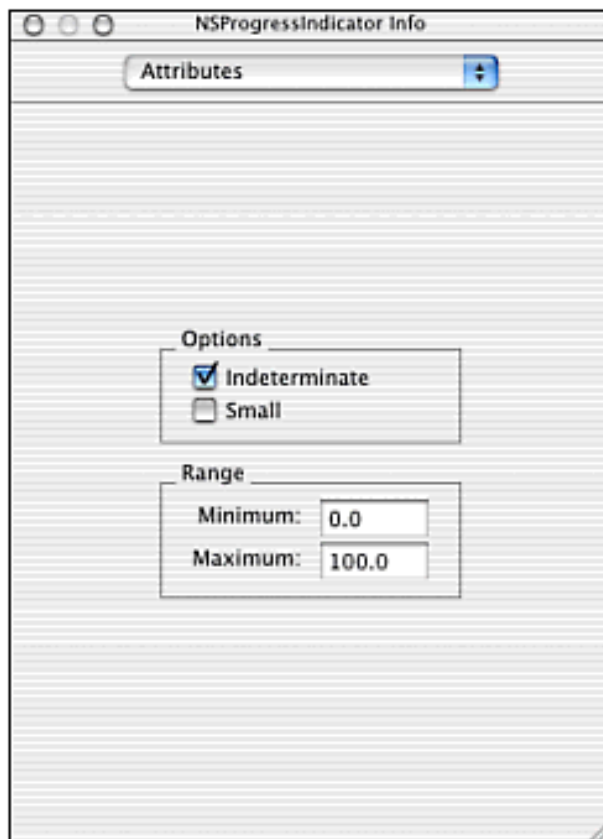 NSProgressIndicator Info
Attributes
Options
Indeterminate
Small
Range
Minimum: 0.0
Maximum: 100.0